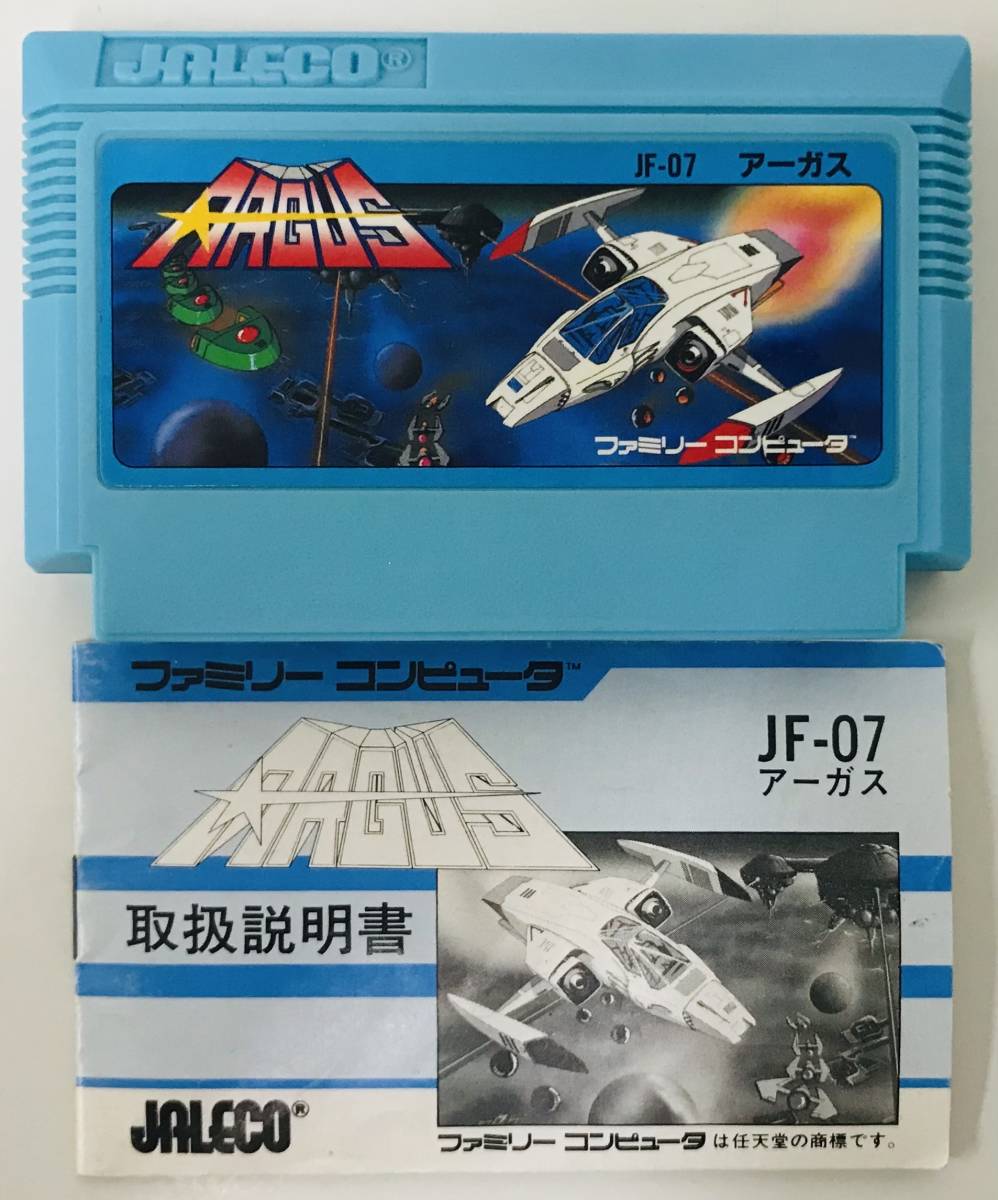 JALECO®
JF-07 アーガス
ARGUS
ファミリー コンピュータ™
ファミリー コンピュータ™
ARGUS
JF-07
アーガス
取扱説明書
JALECO®
ファミリー コンピュータは任天堂の商標です。